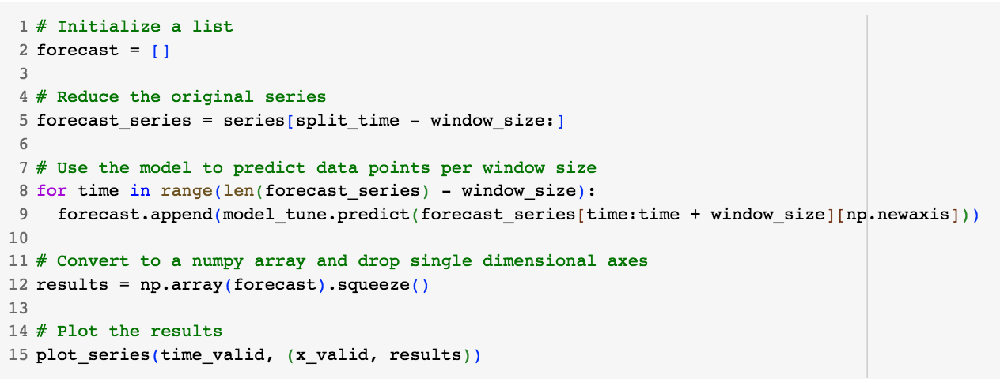 1 # Initialize a list
2 forecast = []
3
4 # Reduce the original series
5 forecast_series = series[split_time - window_size:]
6
7 # Use the model to predict data points per window size
8 for time in range(len(forecast_series) - window_size):
9   forecast.append(model_tune.predict(forecast_series[time:time + window_size][np.newaxis]))
10
11 # Convert to a numpy array and drop single dimensional axes
12 results = np.array(forecast).squeeze()
13
14 # Plot the results
15 plot_series(time_valid, (x_valid, results))